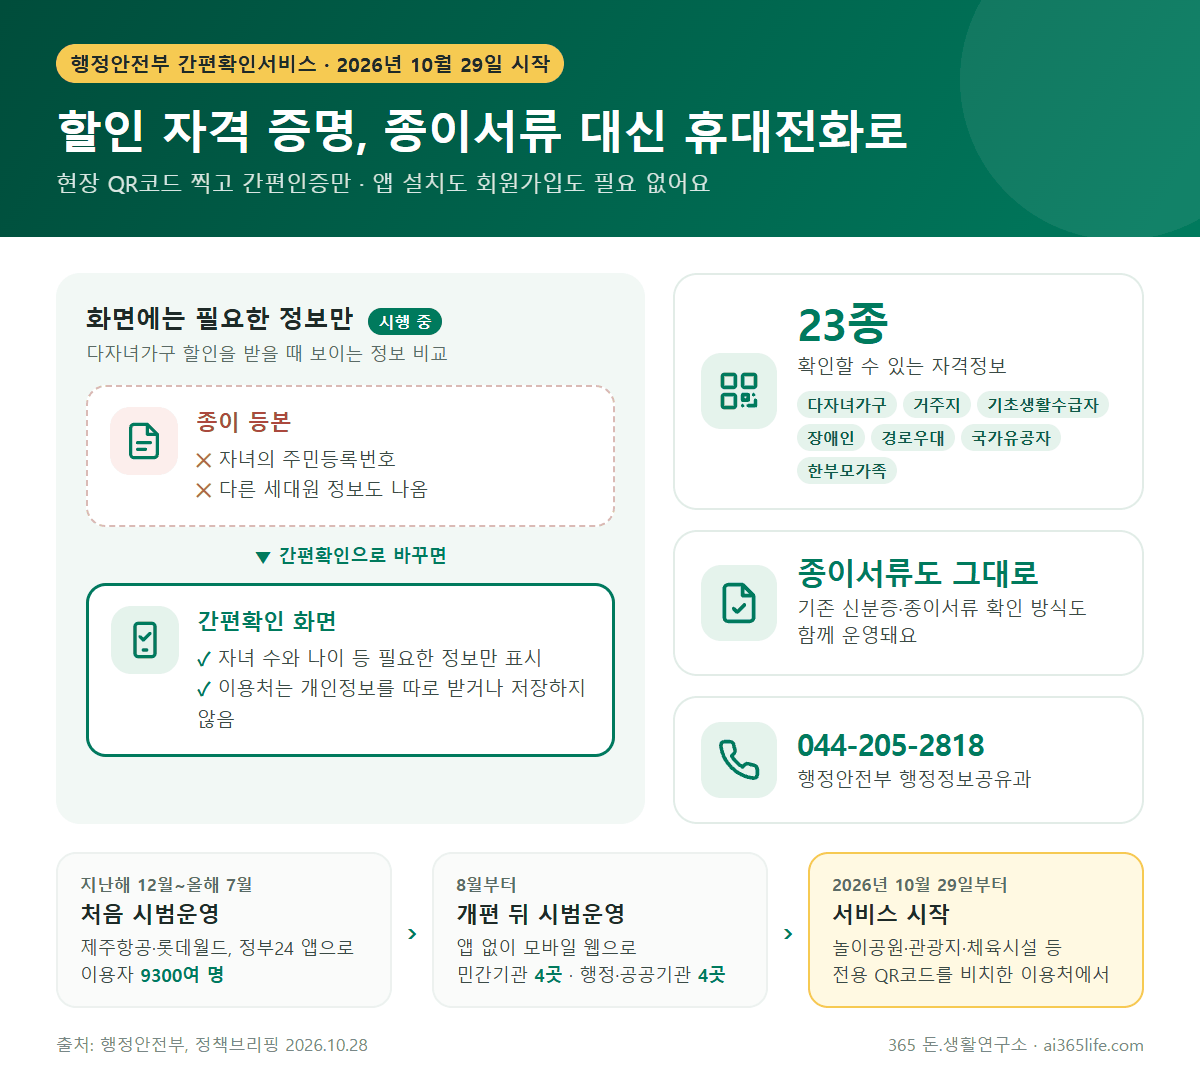 행정안전부 간편확인서비스 · 2026년 10월 29일 시작
할인 자격 증명, 종이서류 대신 휴대전화로
현장 QR코드 찍고 간편인증만 · 앱 설치도 회원가입도 필요 없어요
화면에는 필요한 정보만 시행 중
다자녀가구 할인을 받을 때 보이는 정보 비교
종이 등본
✕ 자녀의 주민등록번호
✕ 다른 세대원 정보도 나옴
▼ 간편확인으로 바꾸면
간편확인 화면
✓ 자녀 수와 나이 등 필요한 정보만 표시
✓ 이용처는 개인정보를 따로 받거나 저장하지
않음
23종
확인할 수 있는 자격정보
다자녀가구 거주지 기초생활수급자
장애인 경로우대 국가유공자
한부모가족
종이서류도 그대로
기존 신분증·종이서류 확인 방식도
함께 운영돼요
044-205-2818
행정안전부 행정정보공유과
지난해 12월~올해 7월
처음 시범운영
제주항공·롯데월드, 정부24 앱으로
이용자 9300여 명
›
8월부터
개편 뒤 시범운영
앱 없이 모바일 웹으로
민간기관 4곳 · 행정·공공기관 4곳
›
2026년 10월 29일부터
서비스 시작
놀이공원·관광지·체육시설 등
전용 QR코드를 비치한 이용처에서
출처: 행정안전부, 정책브리핑 2026.10.28
365 돈.생활연구소 · ai365life.com